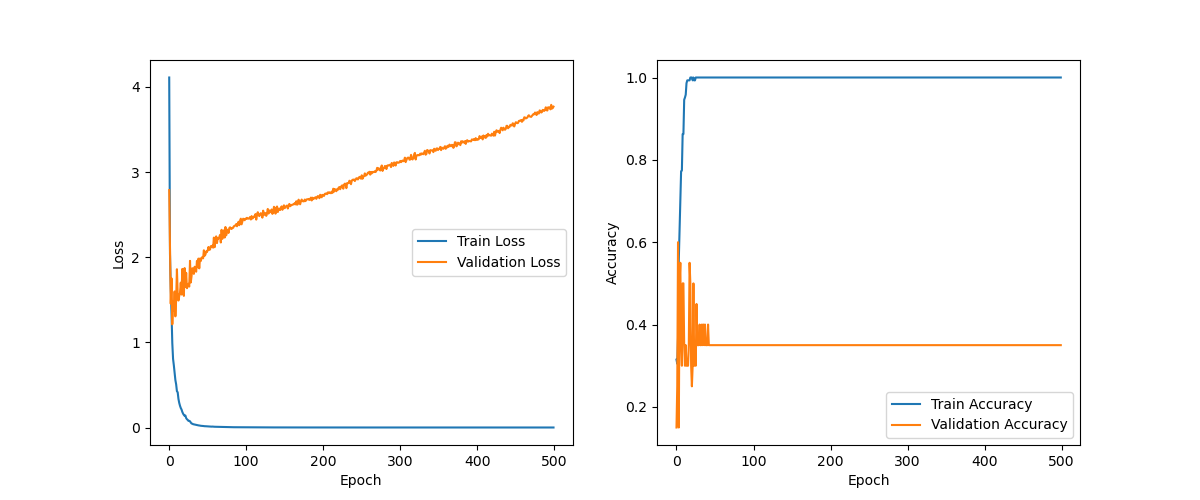 4
3
2
1
0
Loss
Train Loss
Validation Loss
0 100 200 300 400 500
Epoch
1.0
0.8
0.6
0.4
0.2
Accuracy
Train Accuracy
Validation Accuracy
0 100 200 300 400 500
Epoch